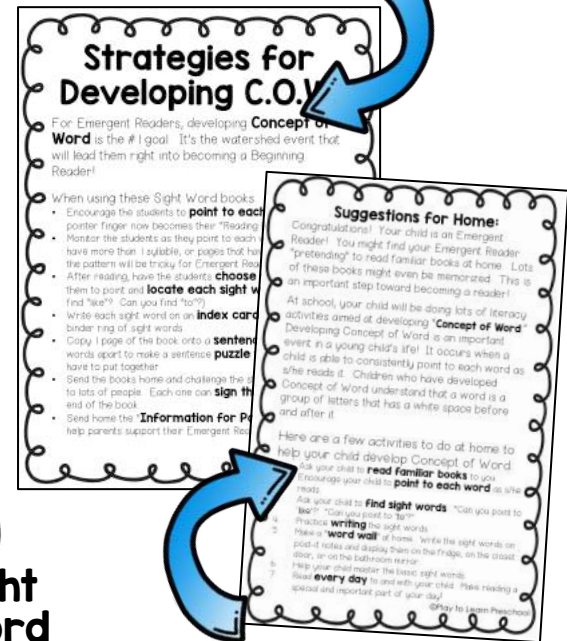 Strategies for
Developing C.O.W.
For Emergent Readers, developing Concept of
Word is the #1 goal. It's the watershed event that
will lead them right into becoming a Beginning
Reader!
When using these Sight Word books
• Encourage the students to point to each
pointer finger now becomes their "Reading
• Monitor the students as they point to each
have more than 1 syllable, or pages that ha
the pattern will be tricky for Emergent Rea
• After reading, have the students choose
them to point and locate each sight w
find "like"? Can you find "to"?)
• Write each sight word on an index car
binder ring of sight words
• Copy 1 page of the book onto a senten
words apart to make a sentence puzzle
have to put together
• Send the books home and challenge the s
to lots of people. Each one can sign th
end of the book
• Send home the "Information for Pa
help parents support their Emergent Rea
Suggestions for Home:
Congratulations! Your child is an Emergent
Reader! You might find your Emergent Reader
"pretending" to read familiar books at home. Lots
of these books might even be memorized. This is
an important step toward becoming a reader!
At school, your child will be doing lots of literacy
activities aimed at developing "Concept of Word."
Developing Concept of Word is an important
event in a young child's life! It occurs when a
child is able to consistently point to each word as
s/he reads it. Children who have developed
Concept of Word understand that a word is a
group of letters that has a white space before
and after it.
Here are a few activities to do at home to
help your child develop Concept of Word:
Ask your child to read familiar books to you
Encourage your child to point to each word as s/he
reads
Ask your child to find sight words. "Can you point to
"like"? "Can you point to "to"?"
4 Practice writing the sight words
5 Make a "word wall" at home. Write the sight words on
post-it notes and display them on the fridge, on the closet
door, or on the bathroom mirror
6 Help your child master the basic sight words
7 Read every day to and with your child. Make reading a
special and important part of your day!
©Play to Learn Preschool
ht
ord